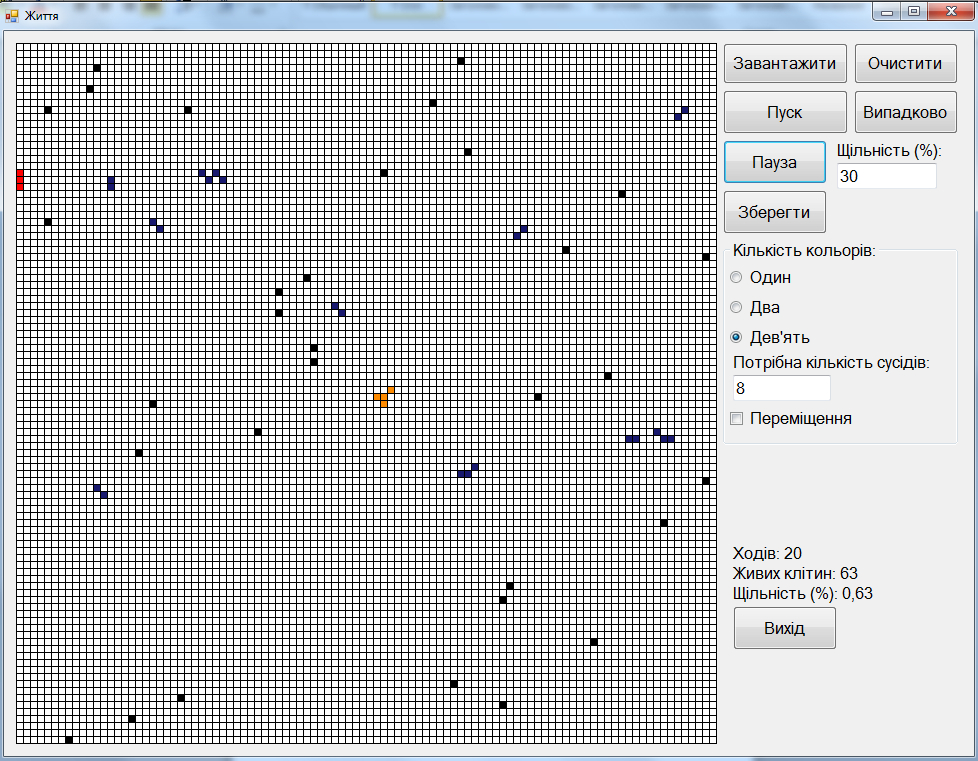 Життя
Завантажити
Очистити
Пуск
Випадково
Пауза
Щільність (%):
30
Зберегти
Кількість кольорів:
Один
Два
Дев'ять
Потрібна кількість сусідів:
8
Переміщення
Ходів: 20
Живих клітин: 63
Щільність (%): 0,63
Вихід